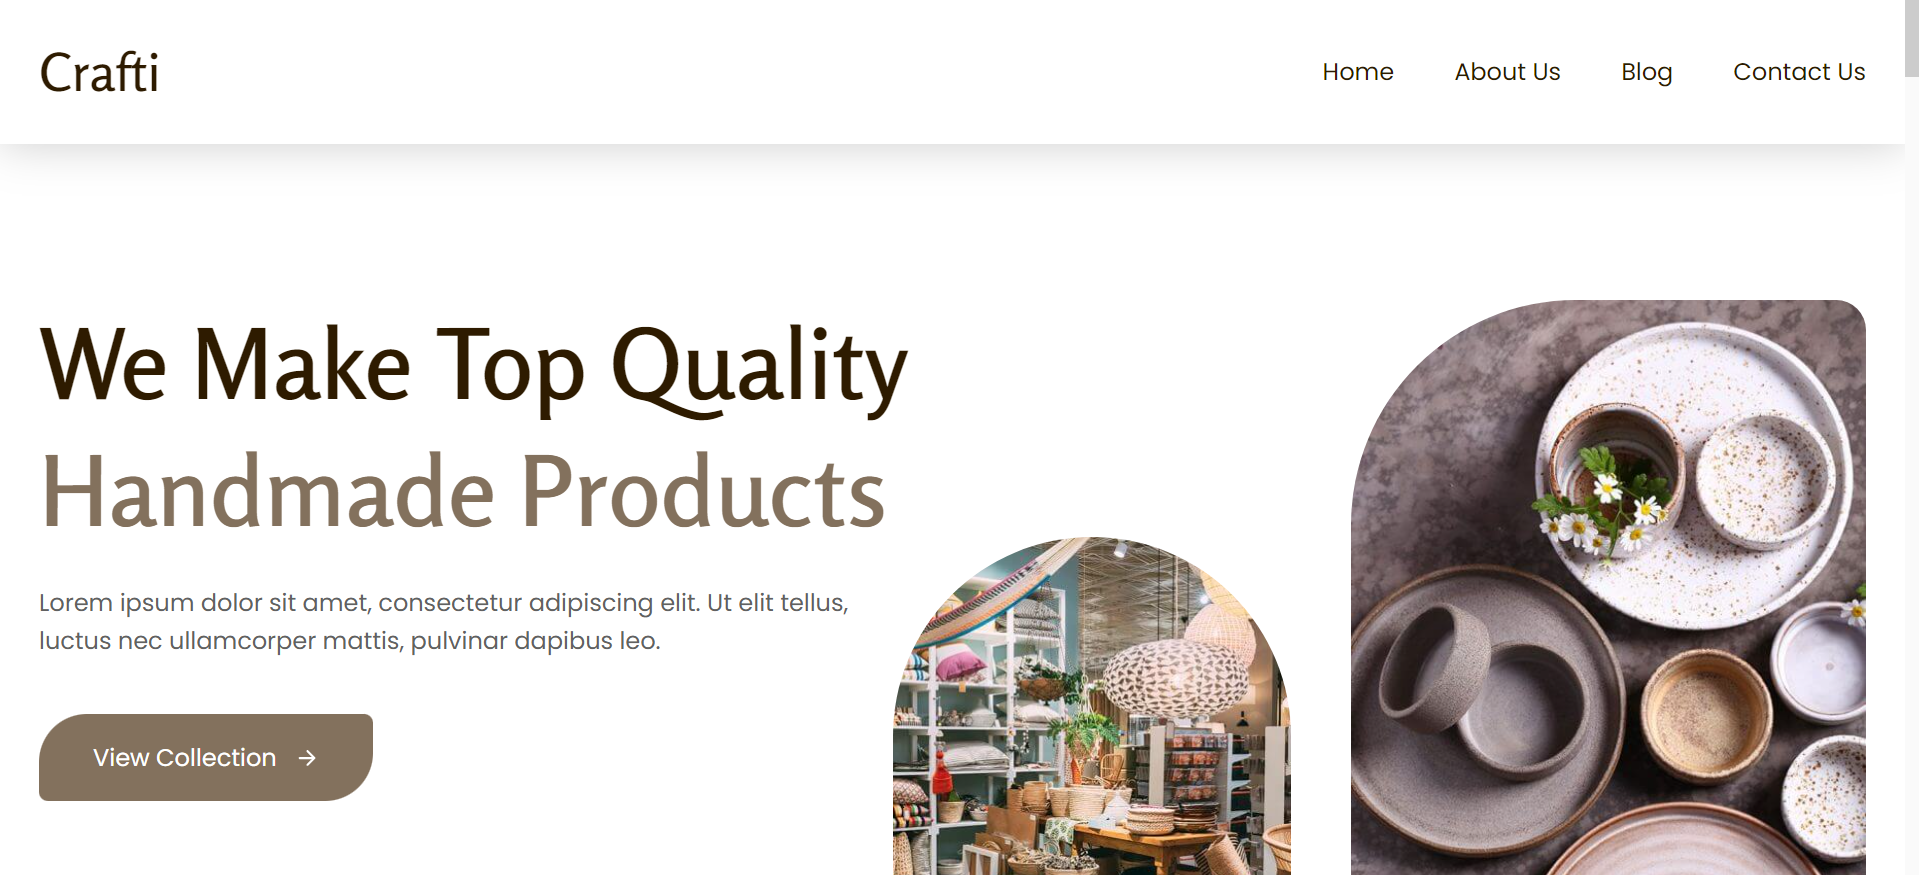 Crafti
Home About Us Blog Contact Us
We Make Top Quality
Handmade Products
Lorem ipsum dolor sit amet, consectetur adipiscing elit. Ut elit tellus,
luctus nec ullamcorper mattis, pulvinar dapibus leo.
View Collection →